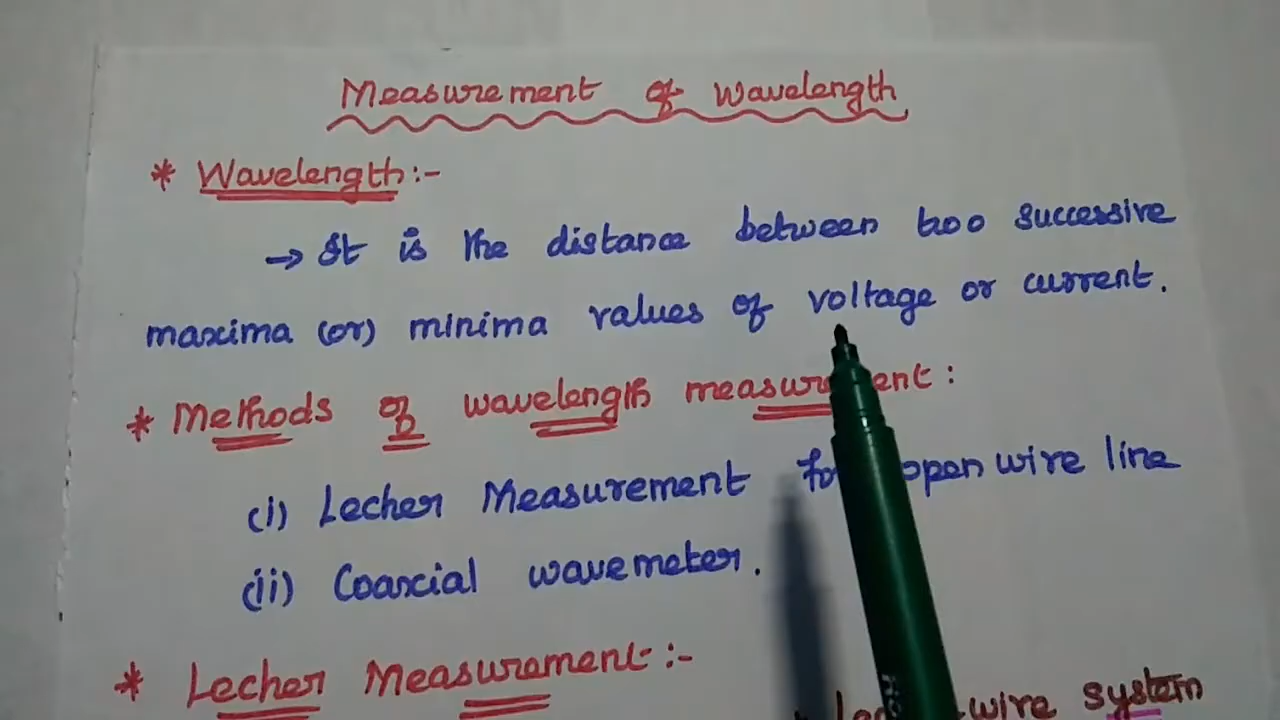 Measurement of Wavelength
* Wavelength:-
→ It is the distance between two successive
maxima (or) minima values of voltage or current.
* Methods of wavelength measurement:
(i) Lecher Measurement for open wire line
(ii) Coaxial wavemeter.
* Lecher Measurement:-
wire system